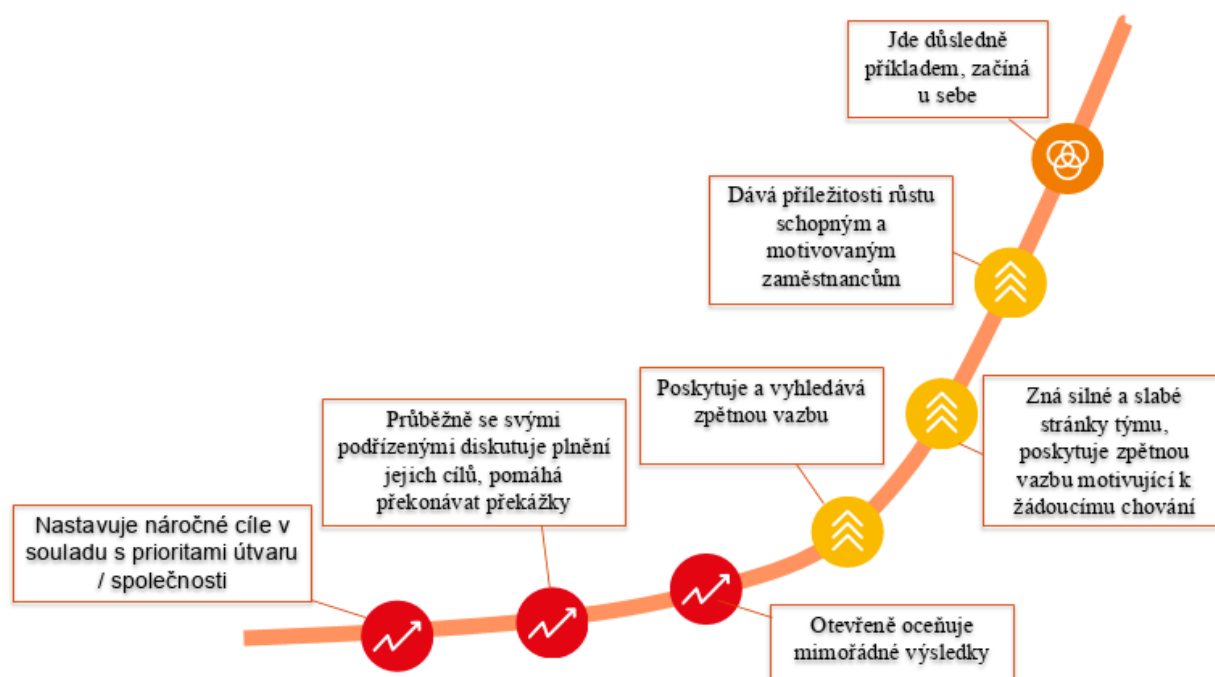 Jde důsledně
příkladem, začíná
u sebe
Dává příležitosti růstu
schopným a
motivovaným
zaměstnancům
Poskytuje a vyhledává
zpětnou vazbu
Zná silné a slabé
stránky týmu,
poskytuje zpětnou
vazbu motivující k
žádoucímu chování
Průběžně se svými
podřízenými diskutuje plnění
jejich cílů, pomáhá
překonávat překážky
Nastavuje náročné cíle v
souladu s prioritami útvaru
/ společnosti
Otevřeně oceňuje
mimořádné výsledky